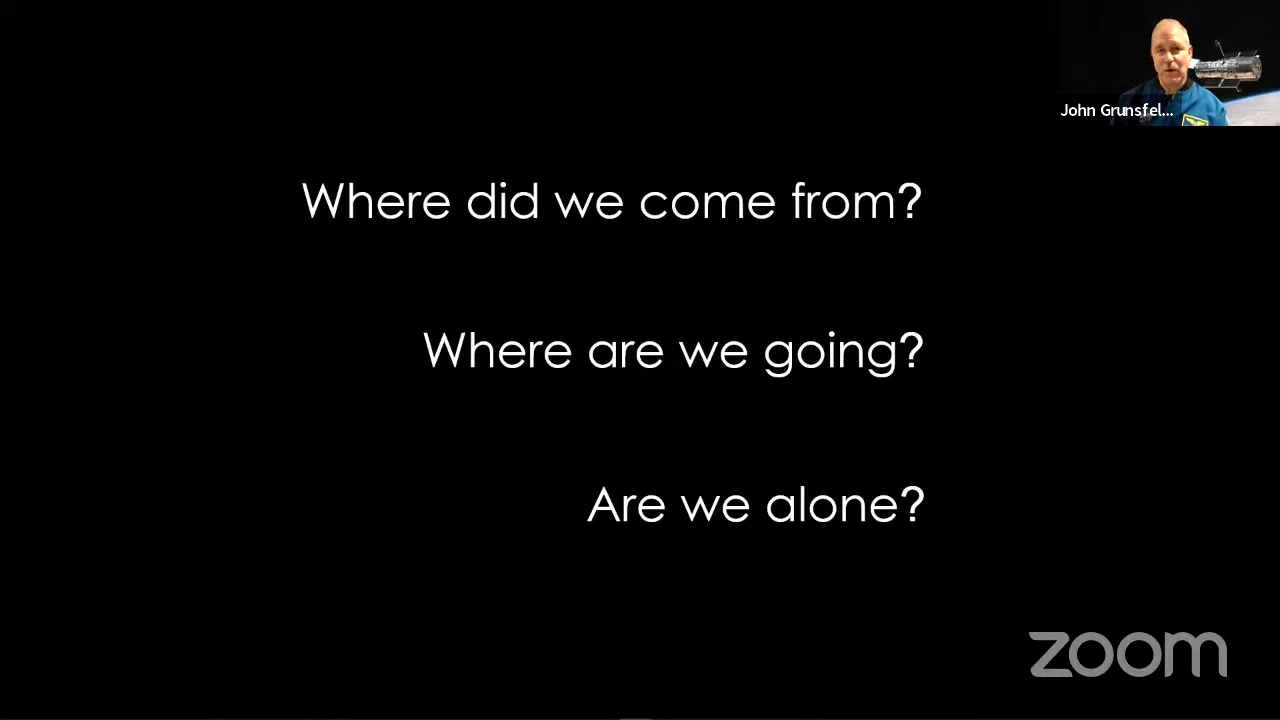 John Grunsfel...
Where did we come from?
Where are we going?
Are we alone?
zoom